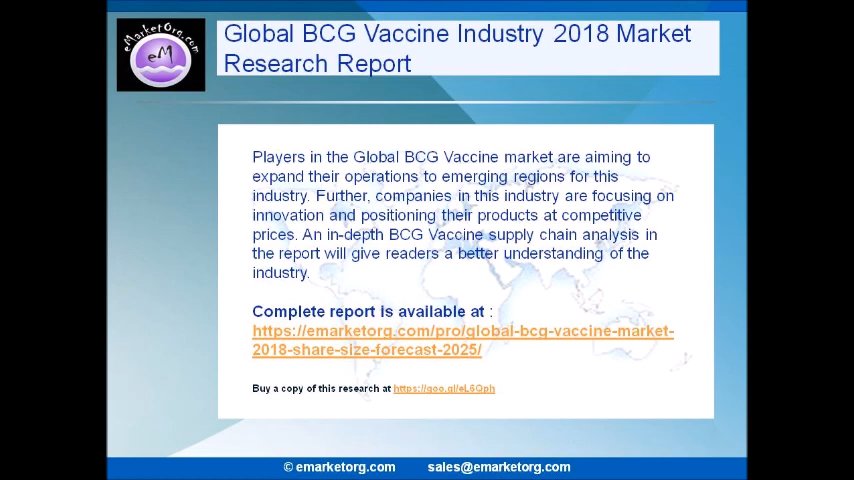 eMarketOrg.com
eM
Global BCG Vaccine Industry 2018 Market
Research Report
Players in the Global BCG Vaccine market are aiming to
expand their operations to emerging regions for this
industry. Further, companies in this industry are focusing on
innovation and positioning their products at competitive
prices. An in-depth BCG Vaccine supply chain analysis in
the report will give readers a better understanding of the
industry.
Complete report is available at :
https://emarketorg.com/pro/global-bcg-vaccine-market-
2018-share-size-forecast-2025/
Buy a copy of this research at https://goo.gl/eL6Qph
© emarketorg.com sales@emarketorg.com